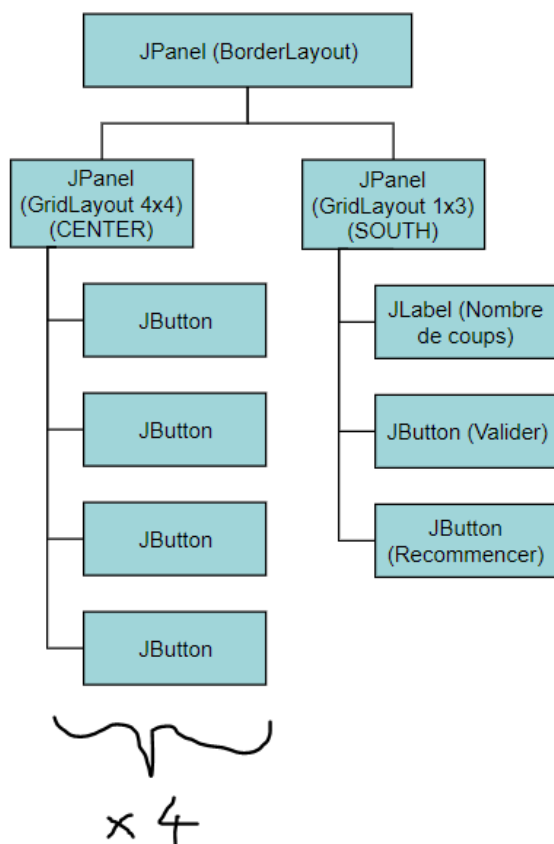 JPanel (BorderLayout)
JPanel
(GridLayout 4x4)
(CENTER)
JButton
JButton
JButton
JButton
x 4
JPanel
(GridLayout 1x3)
(SOUTH)
JLabel (Nombre
de coups)
JButton (Valider)
JButton
(Recommencer)